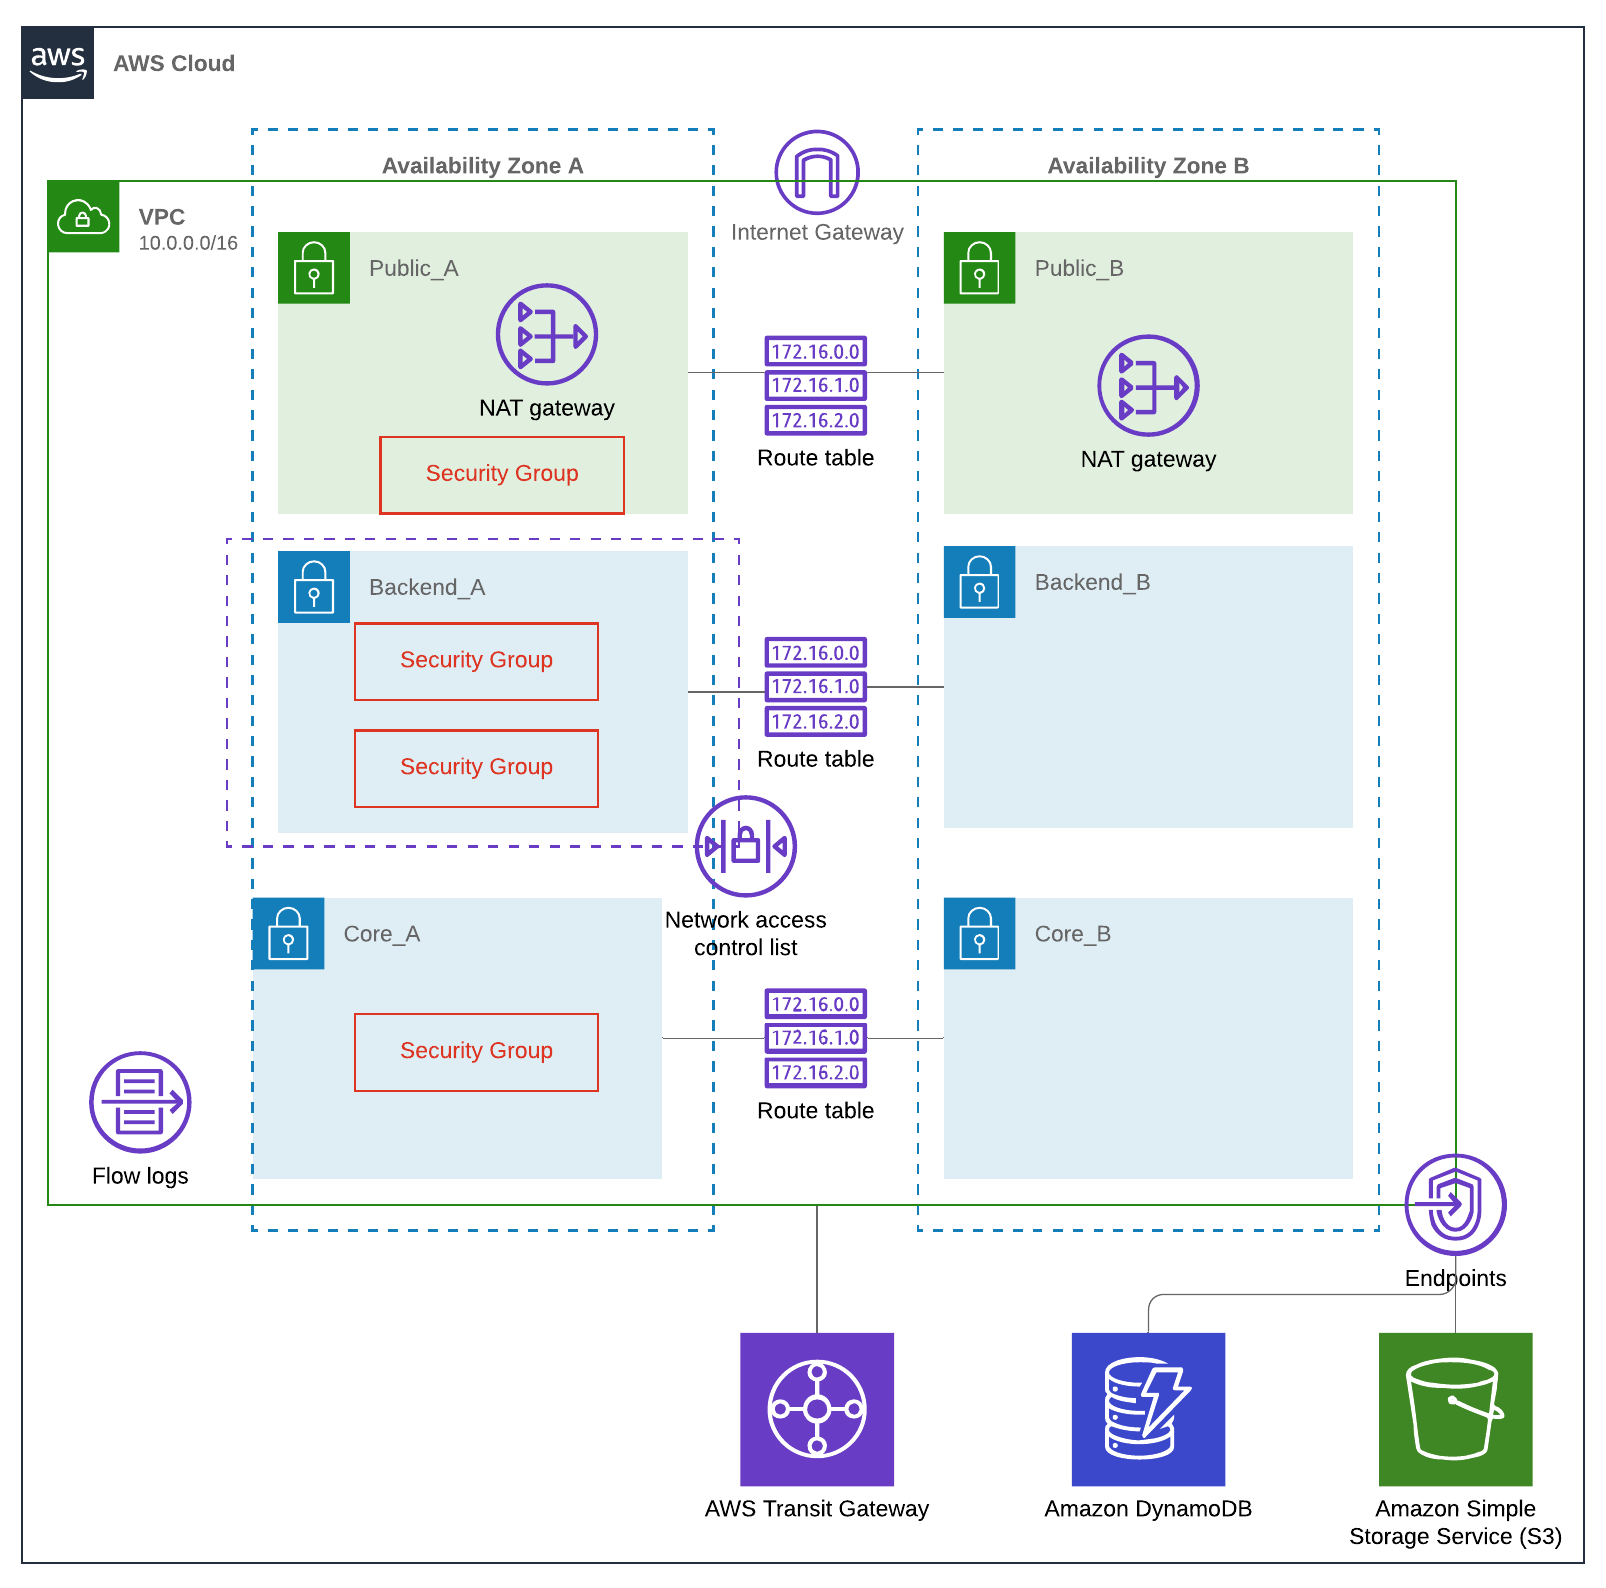 aws
AWS Cloud
Availability Zone A
Availability Zone B
VPC
10.0.0.0/16
Internet Gateway
Public_A
Public_B
NAT gateway
172.16.0.0
172.16.1.0
172.16.2.0
Route table
NAT gateway
Security Group
Backend_A
Backend_B
Security Group
Security Group
172.16.0.0
172.16.1.0
172.16.2.0
Route table
Network access
control list
Core_A
Core_B
Security Group
172.16.0.0
172.16.1.0
172.16.2.0
Route table
Flow logs
Endpoints
AWS Transit Gateway
Amazon DynamoDB
Amazon Simple
Storage Service (S3)